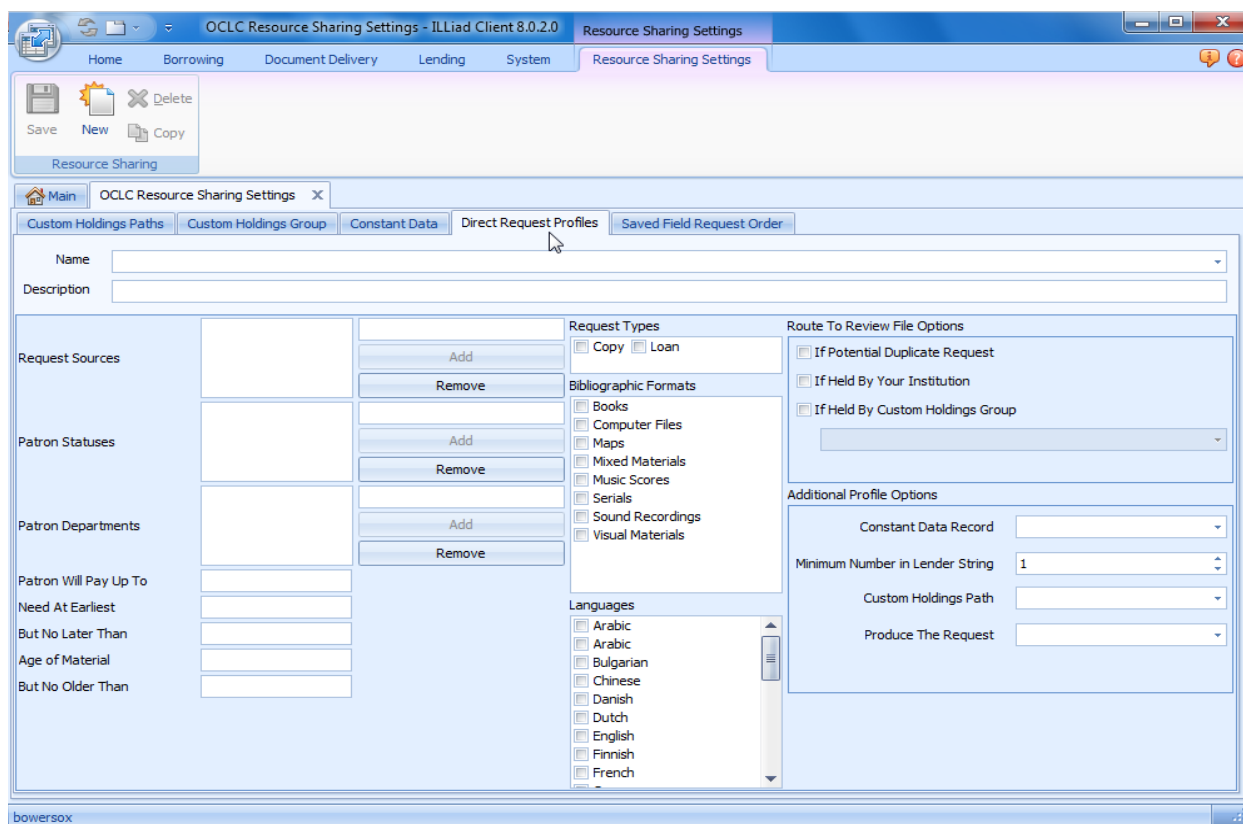 OCLC Resource Sharing Settings - ILLiad Client 8.0.2.0
Resource Sharing Settings
Home Borrowing Document Delivery Lending System Resource Sharing Settings
Save New Delete
Copy
Resource Sharing
Main OCLC Resource Sharing Settings X
Custom Holdings Paths Custom Holdings Group Constant Data Direct Request Profiles Saved Field Request Order
Name
Description
Request Sources
Add
Remove
Patron Statuses
Add
Remove
Patron Departments
Add
Remove
Patron Will Pay Up To
Need At Earliest
But No Later Than
Age of Material
But No Older Than
Request Types
Copy Loan
Bibliographic Formats
Books
Computer Files
Maps
Mixed Materials
Music Scores
Serials
Sound Recordings
Visual Materials
Languages
Arabic
Arabic
Bulgarian
Chinese
Danish
Dutch
English
Finnish
French
Route To Review File Options
If Potential Duplicate Request
If Held By Your Institution
If Held By Custom Holdings Group
Additional Profile Options
Constant Data Record
Minimum Number in Lender String 1
Custom Holdings Path
Produce The Request
bowersox